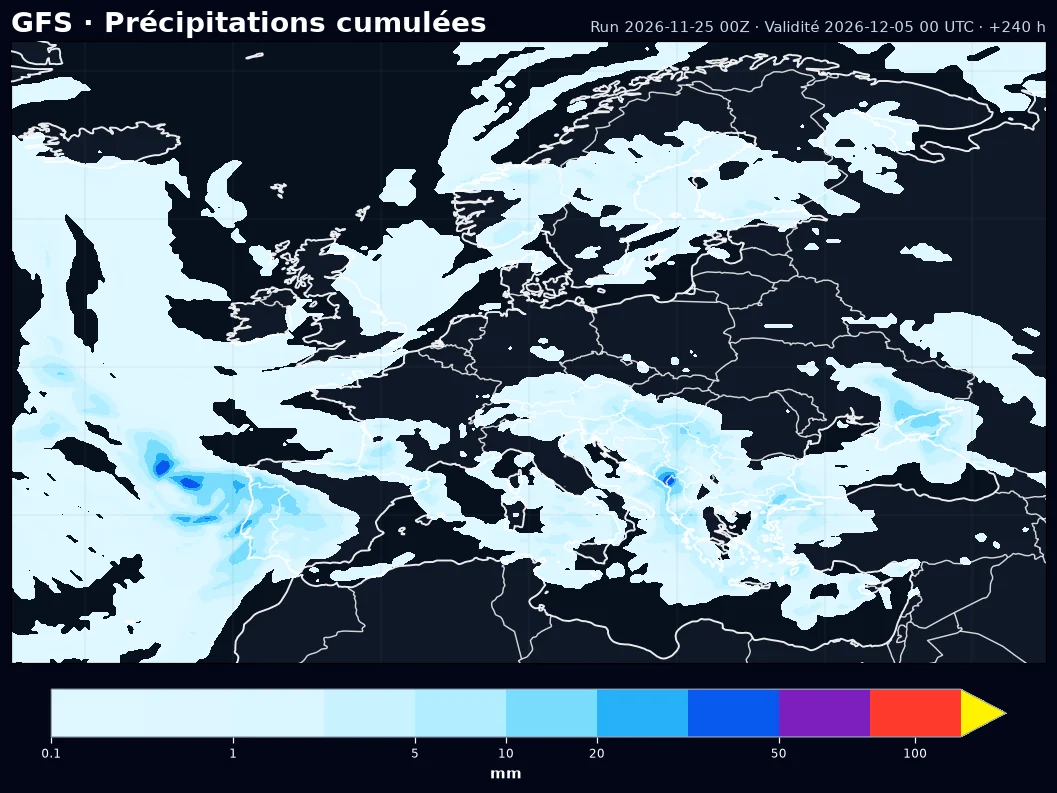 GFS · Précipitations cumulées
Run 2026-11-25 00Z · Validité 2026-12-05 00 UTC · +240 h
0.1 1 5 10 20 50 100
mm